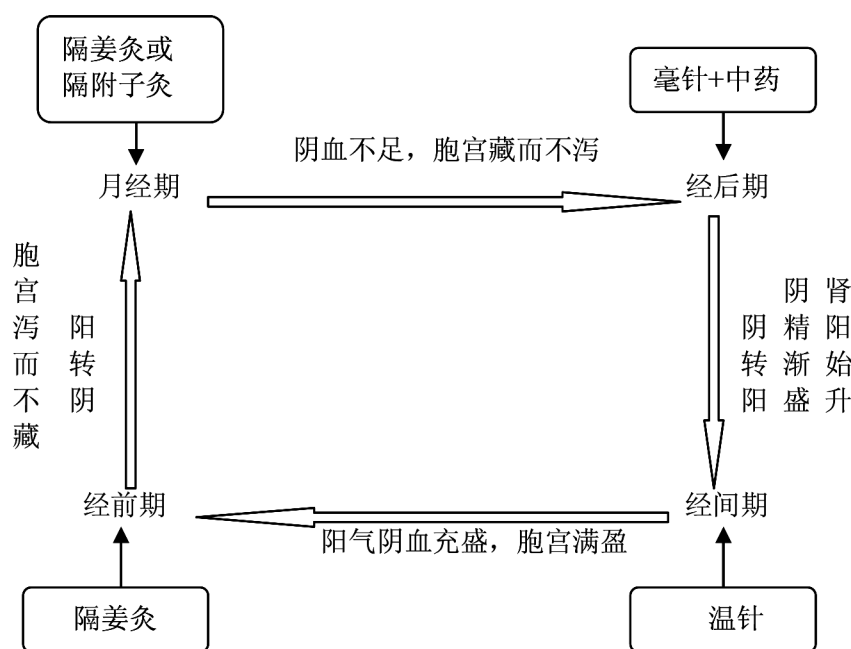 隔姜灸或
隔附子灸
毫针+中药
阴血不足，胞宫藏而不泻
月经期
经后期
胞宫泻而不藏
阳转阴
阴转阳
阴精渐盛
肾阳始升
经前期
经间期
阳气阴血充盛，胞宫满盈
隔姜灸
温针